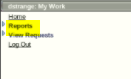 dstrange: My Work
Home
Reports
View Requests
Log Out